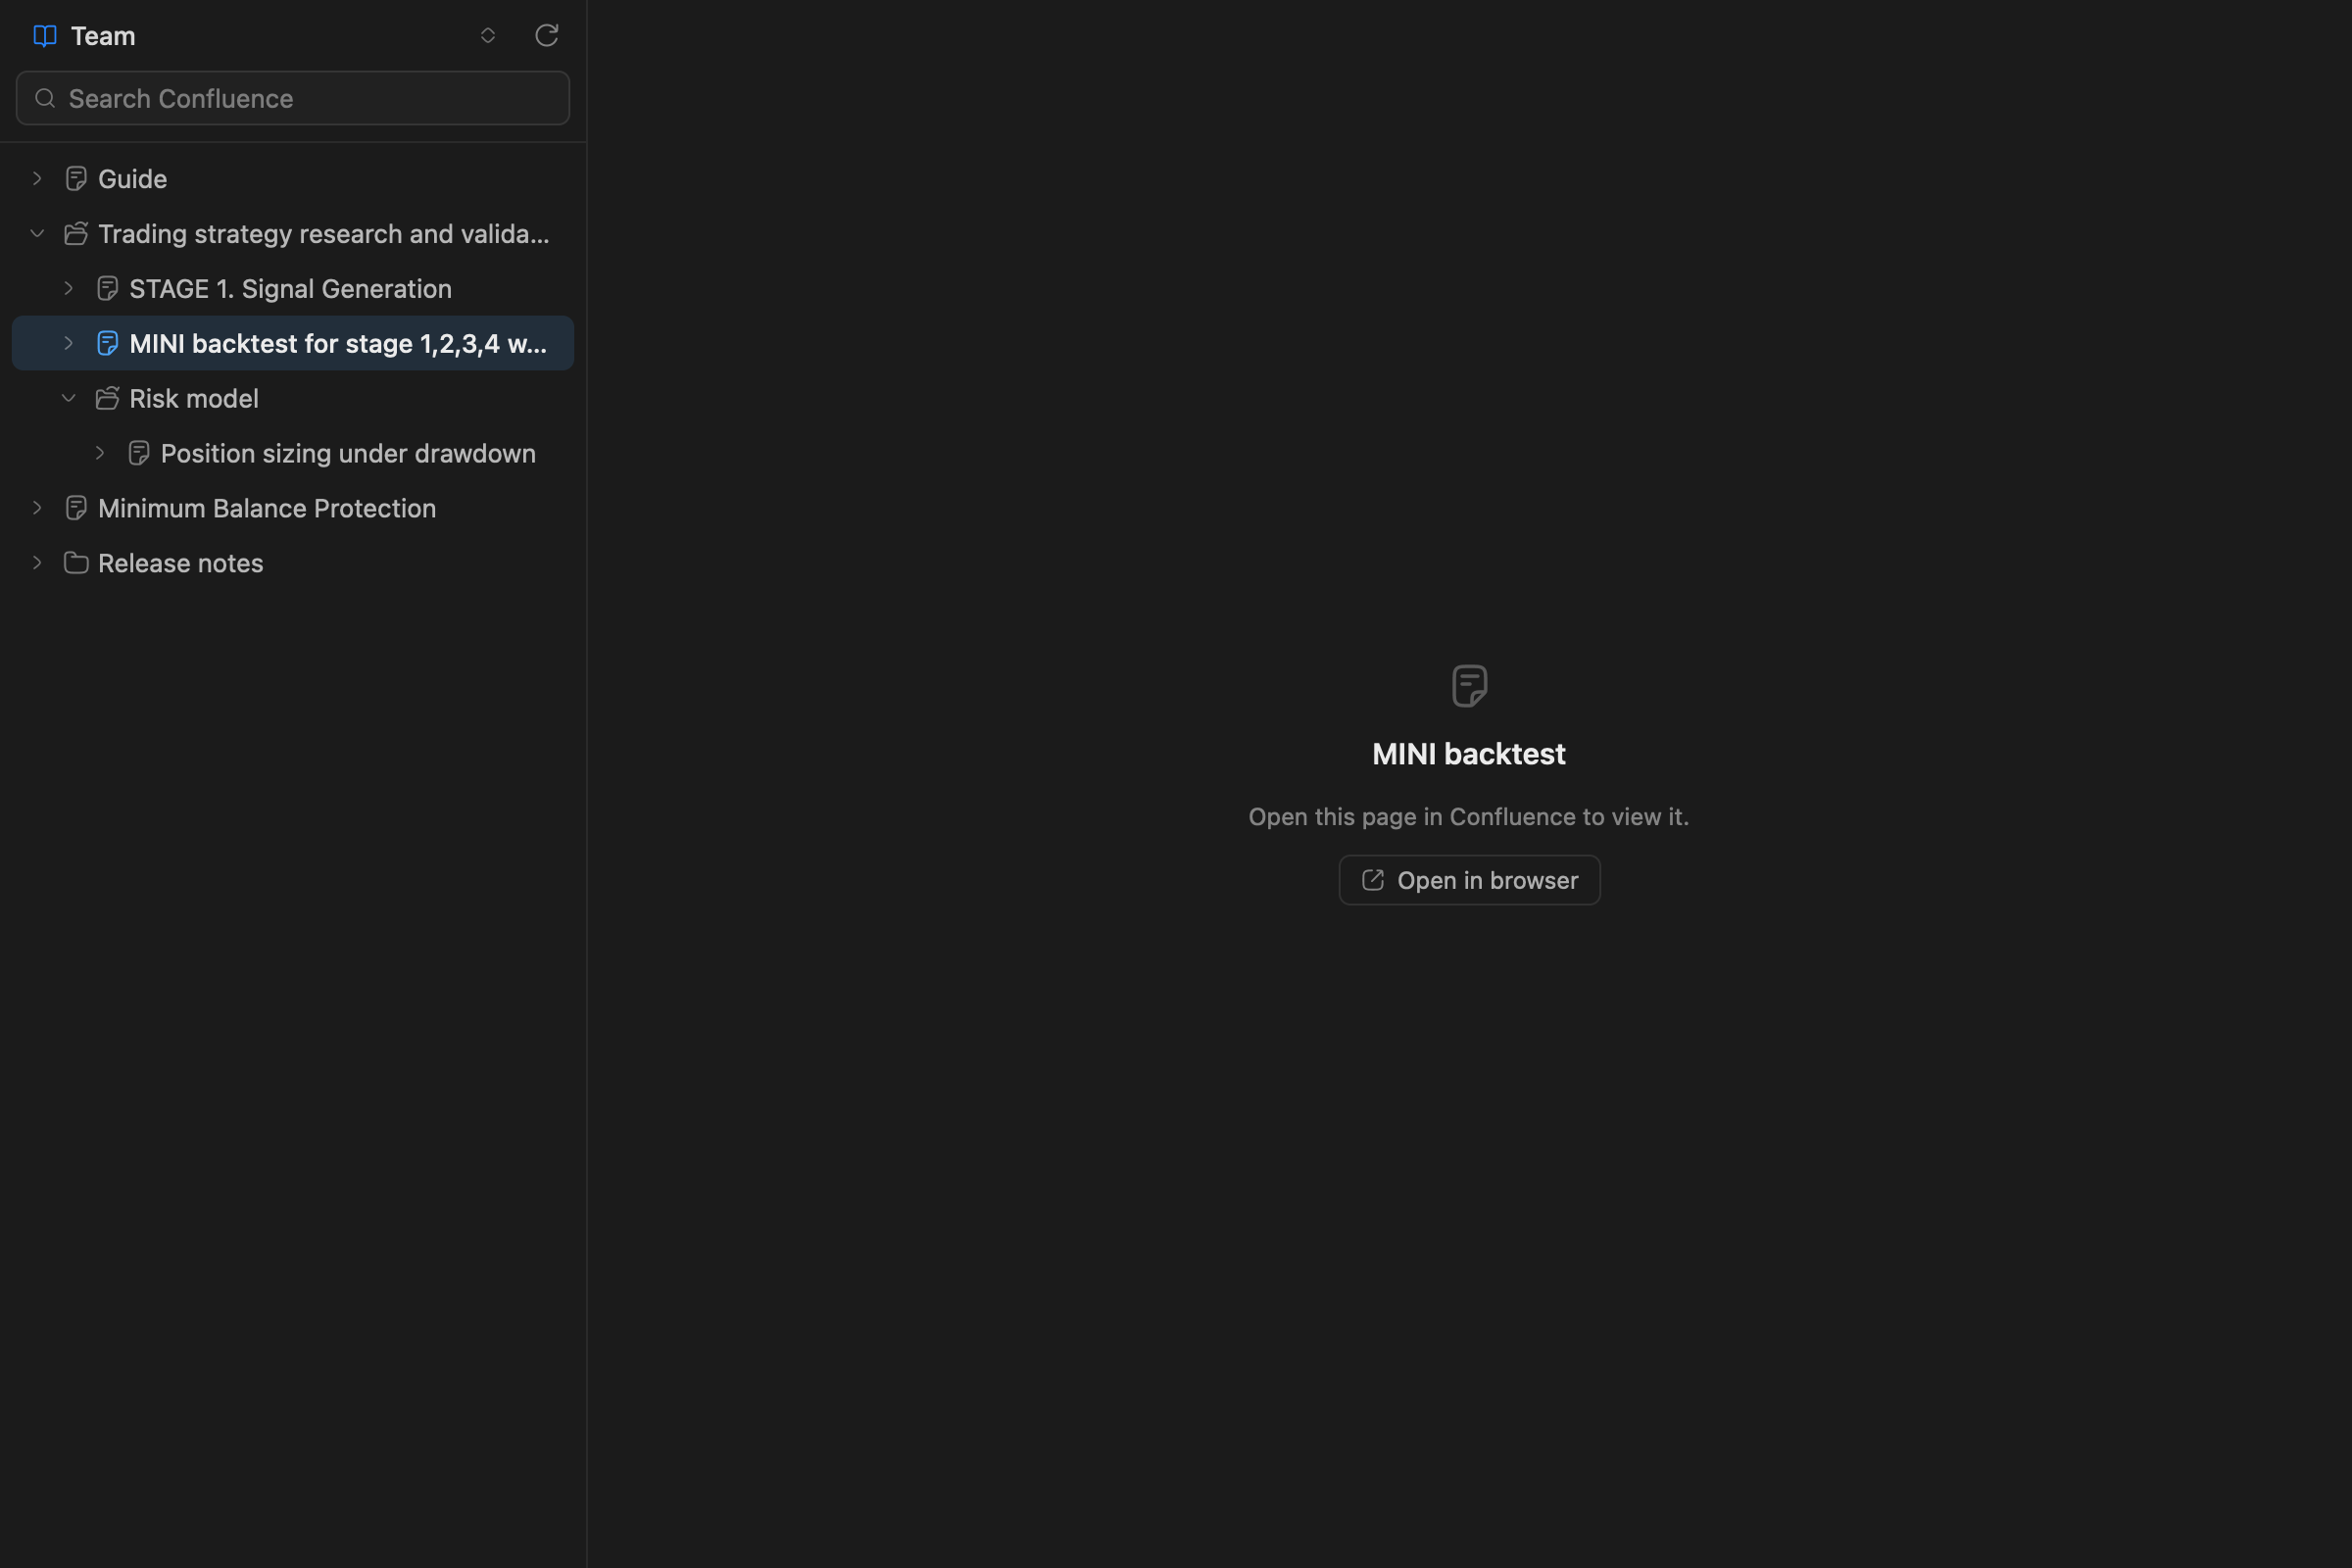 Team
Search Confluence
Guide
Trading strategy research and valida...
STAGE 1. Signal Generation
MINI backtest for stage 1,2,3,4 w...
Risk model
Position sizing under drawdown
Minimum Balance Protection
Release notes
MINI backtest
Open this page in Confluence to view it.
Open in browser